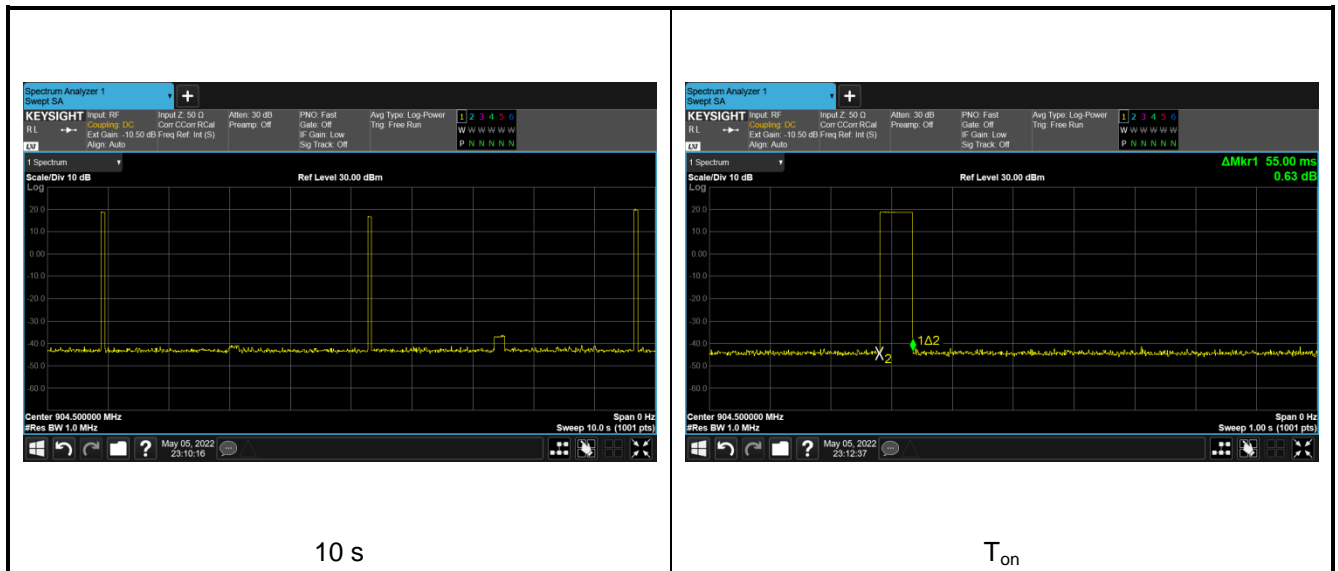 Spectrum Analyzer 1
Swept SA
+
KEYSIGHT
RL
LXI
Input: RF
Coupling: DC
Ext Gain: -10.50 dB
Align: Auto
Input Z: 50 Ω
Corr CCorr RCal
Freq Ref: Int (S)
Atten: 30 dB
Preamp: Off
PNO: Fast
Gate: Off
IF Gain: Low
Sig Track: Off
Avg Type: Log-Power
Trig: Free Run
1 2 3 4 5 6
W W W W W W
P N N N N N
1 Spectrum
Scale/Div 10 dB
Ref Level 30.00 dBm
Log
20.0
10.0
0.00
-10.0
-20.0
-30.0
-40.0
-50.0
-60.0
Center 904.500000 MHz
#Res BW 1.0 MHz
Span 0 Hz
Sweep 10.0 s (1001 pts)
?
May 05, 2022
23:10:16
10 s
Spectrum Analyzer 1
Swept SA
+
KEYSIGHT
RL
LXI
Input: RF
Coupling: DC
Ext Gain: -10.50 dB
Align: Auto
Input Z: 50 Ω
Corr CCorr RCal
Freq Ref: Int (S)
Atten: 30 dB
Preamp: Off
PNO: Fast
Gate: Off
IF Gain: Low
Sig Track: Off
Avg Type: Log-Power
Trig: Free Run
1 2 3 4 5 6
W W W W W W
P N N N N N
1 Spectrum
Scale/Div 10 dB
Ref Level 30.00 dBm
ΔMkr1 55.00 ms
0.63 dB
Log
20.0
10.0
0.00
-10.0
-20.0
-30.0
-40.0
-50.0
-60.0
1Δ2
X2
Center 904.500000 MHz
#Res BW 1.0 MHz
Span 0 Hz
Sweep 1.00 s (1001 pts)
?
May 05, 2022
23:12:37
Ton